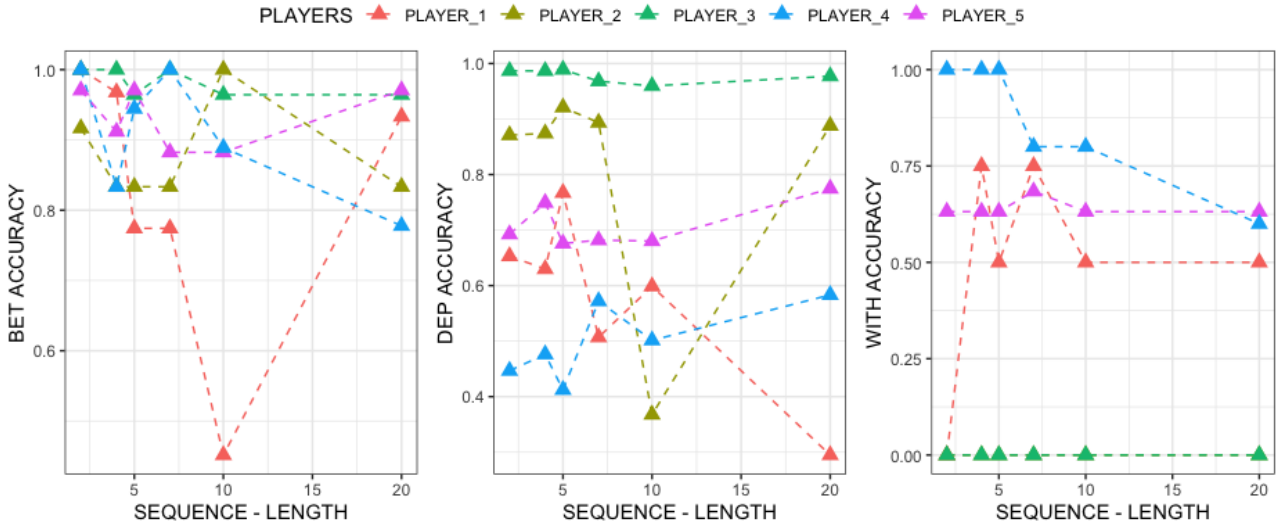 PLAYERS PLAYER_1 PLAYER_2 PLAYER_3 PLAYER_4 PLAYER_5
BET ACCURACY
1.0
0.8
0.6
5 10 15 20
SEQUENCE - LENGTH
DEP ACCURACY
1.0
0.8
0.6
0.4
5 10 15 20
SEQUENCE - LENGTH
WITH ACCURACY
1.00
0.75
0.50
0.25
0.00
5 10 15 20
SEQUENCE - LENGTH